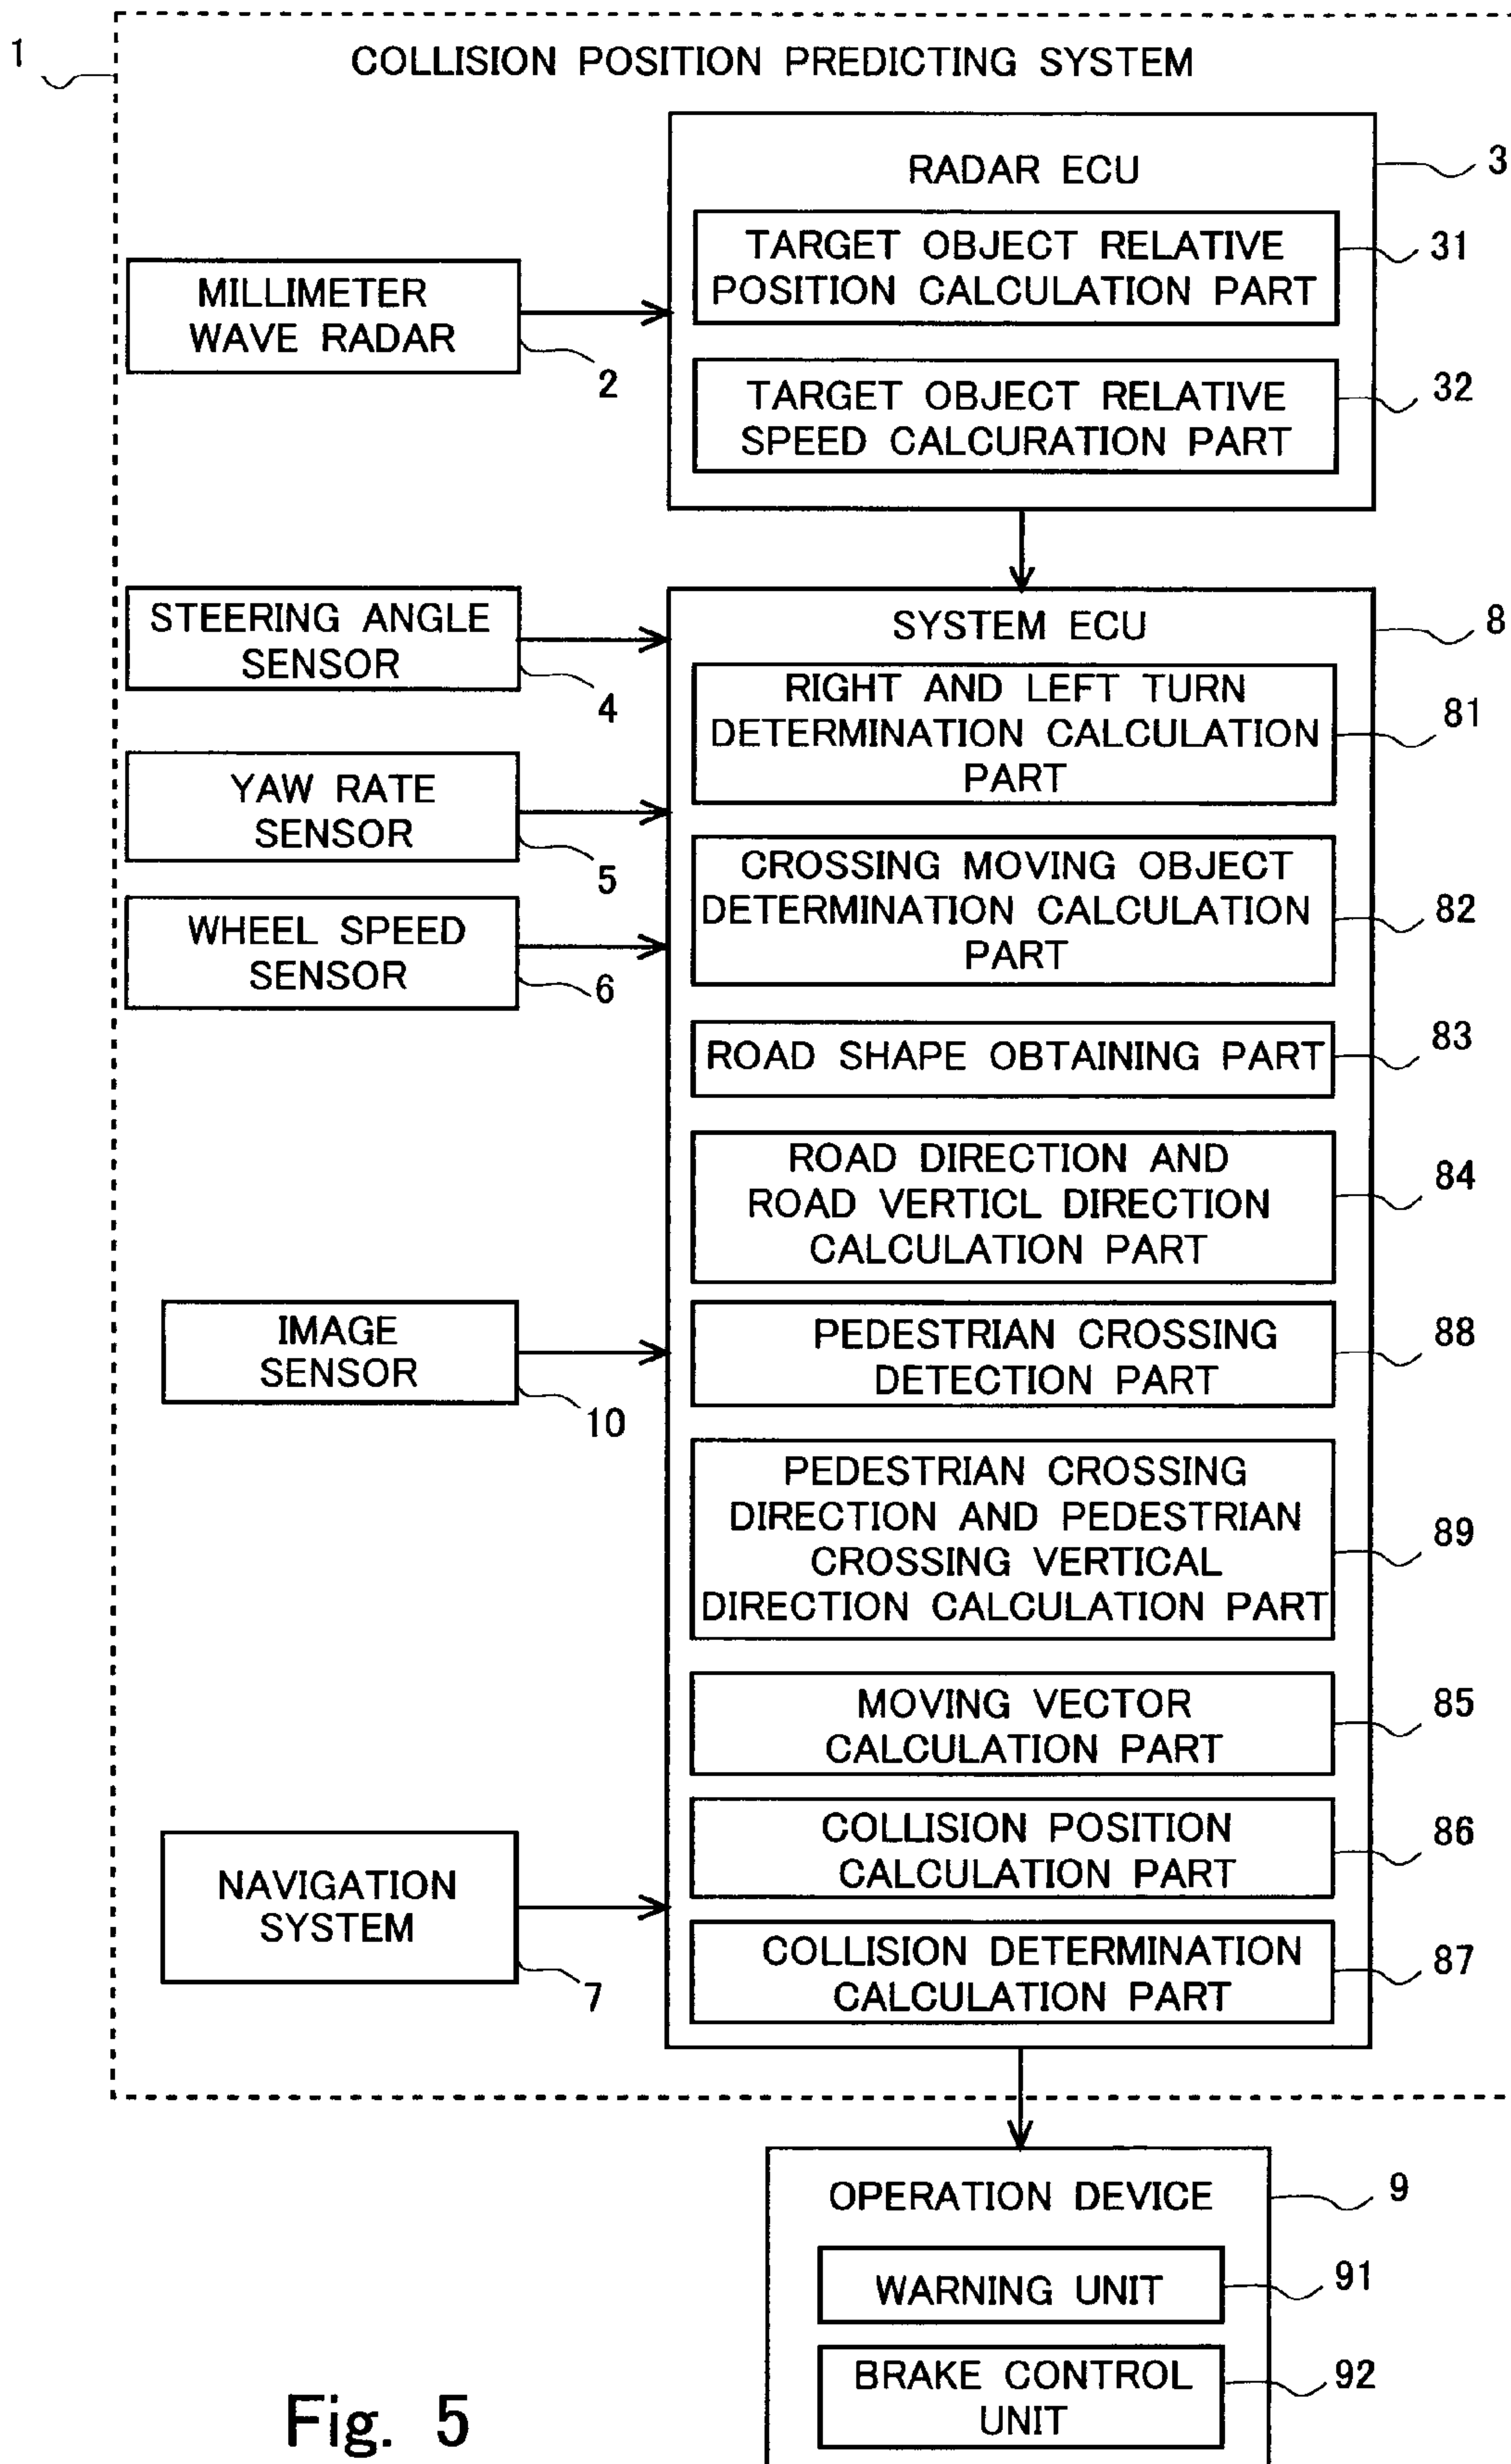 1
COLLISION POSITION PREDICTING SYSTEM
RADAR ECU
3
TARGET OBJECT RELATIVE
POSITION CALCULATION PART
31
MILLIMETER
WAVE RADAR
2
TARGET OBJECT RELATIVE
SPEED CALCURATION PART
32
STEERING ANGLE
SENSOR
4
SYSTEM ECU
8
RIGHT AND LEFT TURN
DETERMINATION CALCULATION
PART
81
YAW RATE
SENSOR
5
CROSSING MOVING OBJECT
DETERMINATION CALCULATION
PART
82
WHEEL SPEED
SENSOR
6
ROAD SHAPE OBTAINING PART
83
ROAD DIRECTION AND
ROAD VERTICL DIRECTION
CALCULATION PART
84
IMAGE
SENSOR
10
PEDESTRIAN CROSSING
DETECTION PART
88
PEDESTRIAN CROSSING
DIRECTION AND PEDESTRIAN
CROSSING VERTICAL
DIRECTION CALCULATION PART
89
MOVING VECTOR
CALCULATION PART
85
COLLISION POSITION
CALCULATION PART
86
NAVIGATION
SYSTEM
7
COLLISION DETERMINATION
CALCULATION PART
87
OPERATION DEVICE
9
WARNING UNIT
91
BRAKE CONTROL
UNIT
92
Fig. 5